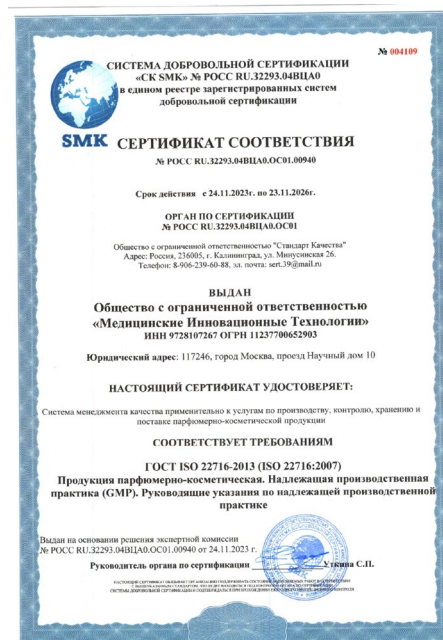 № 004109
СИСТЕМА ДОБРОВОЛЬНОЙ СЕРТИФИКАЦИИ
«СК SMK» № РОСС RU.32293.04ВЦА0
в едином реестре зарегистрированных систем
добровольной сертификации
SMK
СЕРТИФИКАТ СООТВЕТСТВИЯ
№ РОСС RU.32293.04ВЦА0.ОС01.00940
Срок действия с 24.11.2023г. по 23.11.2026г.
ОРГАН ПО СЕРТИФИКАЦИИ
№ РОСС RU.32293.04ВЦА0.ОС01
Общество с ограниченной ответственностью "Стандарт Качества"
Адрес: Россия, 236005, г. Калининград, ул. Минусинская 26.
Телефон: 8-906-239-60-88, эл. почта: sert.39@mail.ru
ВЫДАН
Общество с ограниченной ответственностью
«Медицинские Инновационные Технологии»
ИНН 9728107267 ОГРН 11237700652903
Юридический адрес: 117246, город Москва, проезд Научный дом 10
НАСТОЯЩИЙ СЕРТИФИКАТ УДОСТОВЕРЯЕТ:
Система менеджмента качества применительно к услугам по производству, контролю, хранению и
поставке парфюмерно-косметической продукции
СООТВЕТСТВУЕТ ТРЕБОВАНИЯМ
ГОСТ ISO 22716-2013 (ISO 22716:2007)
Продукция парфюмерно-косметическая. Надлежащая производственная
практика (GMP). Руководящие указания по надлежащей производственной
практике
Выдан на основании решения экспертной комиссии
№ РОСС RU.32293.04ВЦА0.ОС01.00940 от 24.11.2023 г.
Руководитель органа по сертификации Уткина С.П.